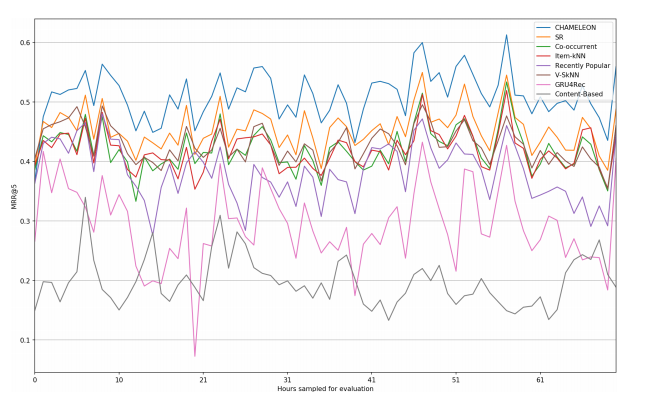 0.6
0.5
0.4
0.3
0.2
0.1
MRR@5
0 10 21 31 41 51 61
Hours sampled for evaluation
CHAMELEON
SR
Co-occurrent
Item-kNN
Recently Popular
V-SkNN
GRU4Rec
Content-Based